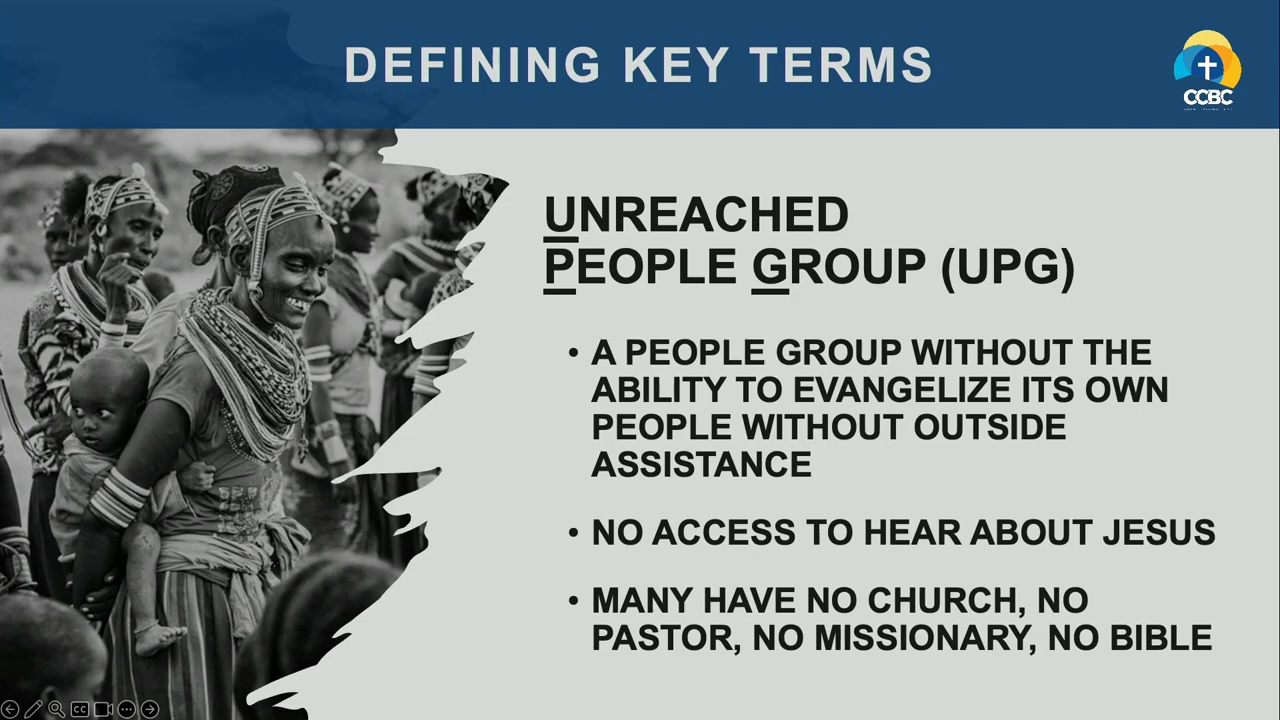 DEFINING KEY TERMS
CCBC
UNREACHED
PEOPLE GROUP (UPG)
• A PEOPLE GROUP WITHOUT THE
ABILITY TO EVANGELIZE ITS OWN
PEOPLE WITHOUT OUTSIDE
ASSISTANCE
• NO ACCESS TO HEAR ABOUT JESUS
• MANY HAVE NO CHURCH, NO
PASTOR, NO MISSIONARY, NO BIBLE
CC